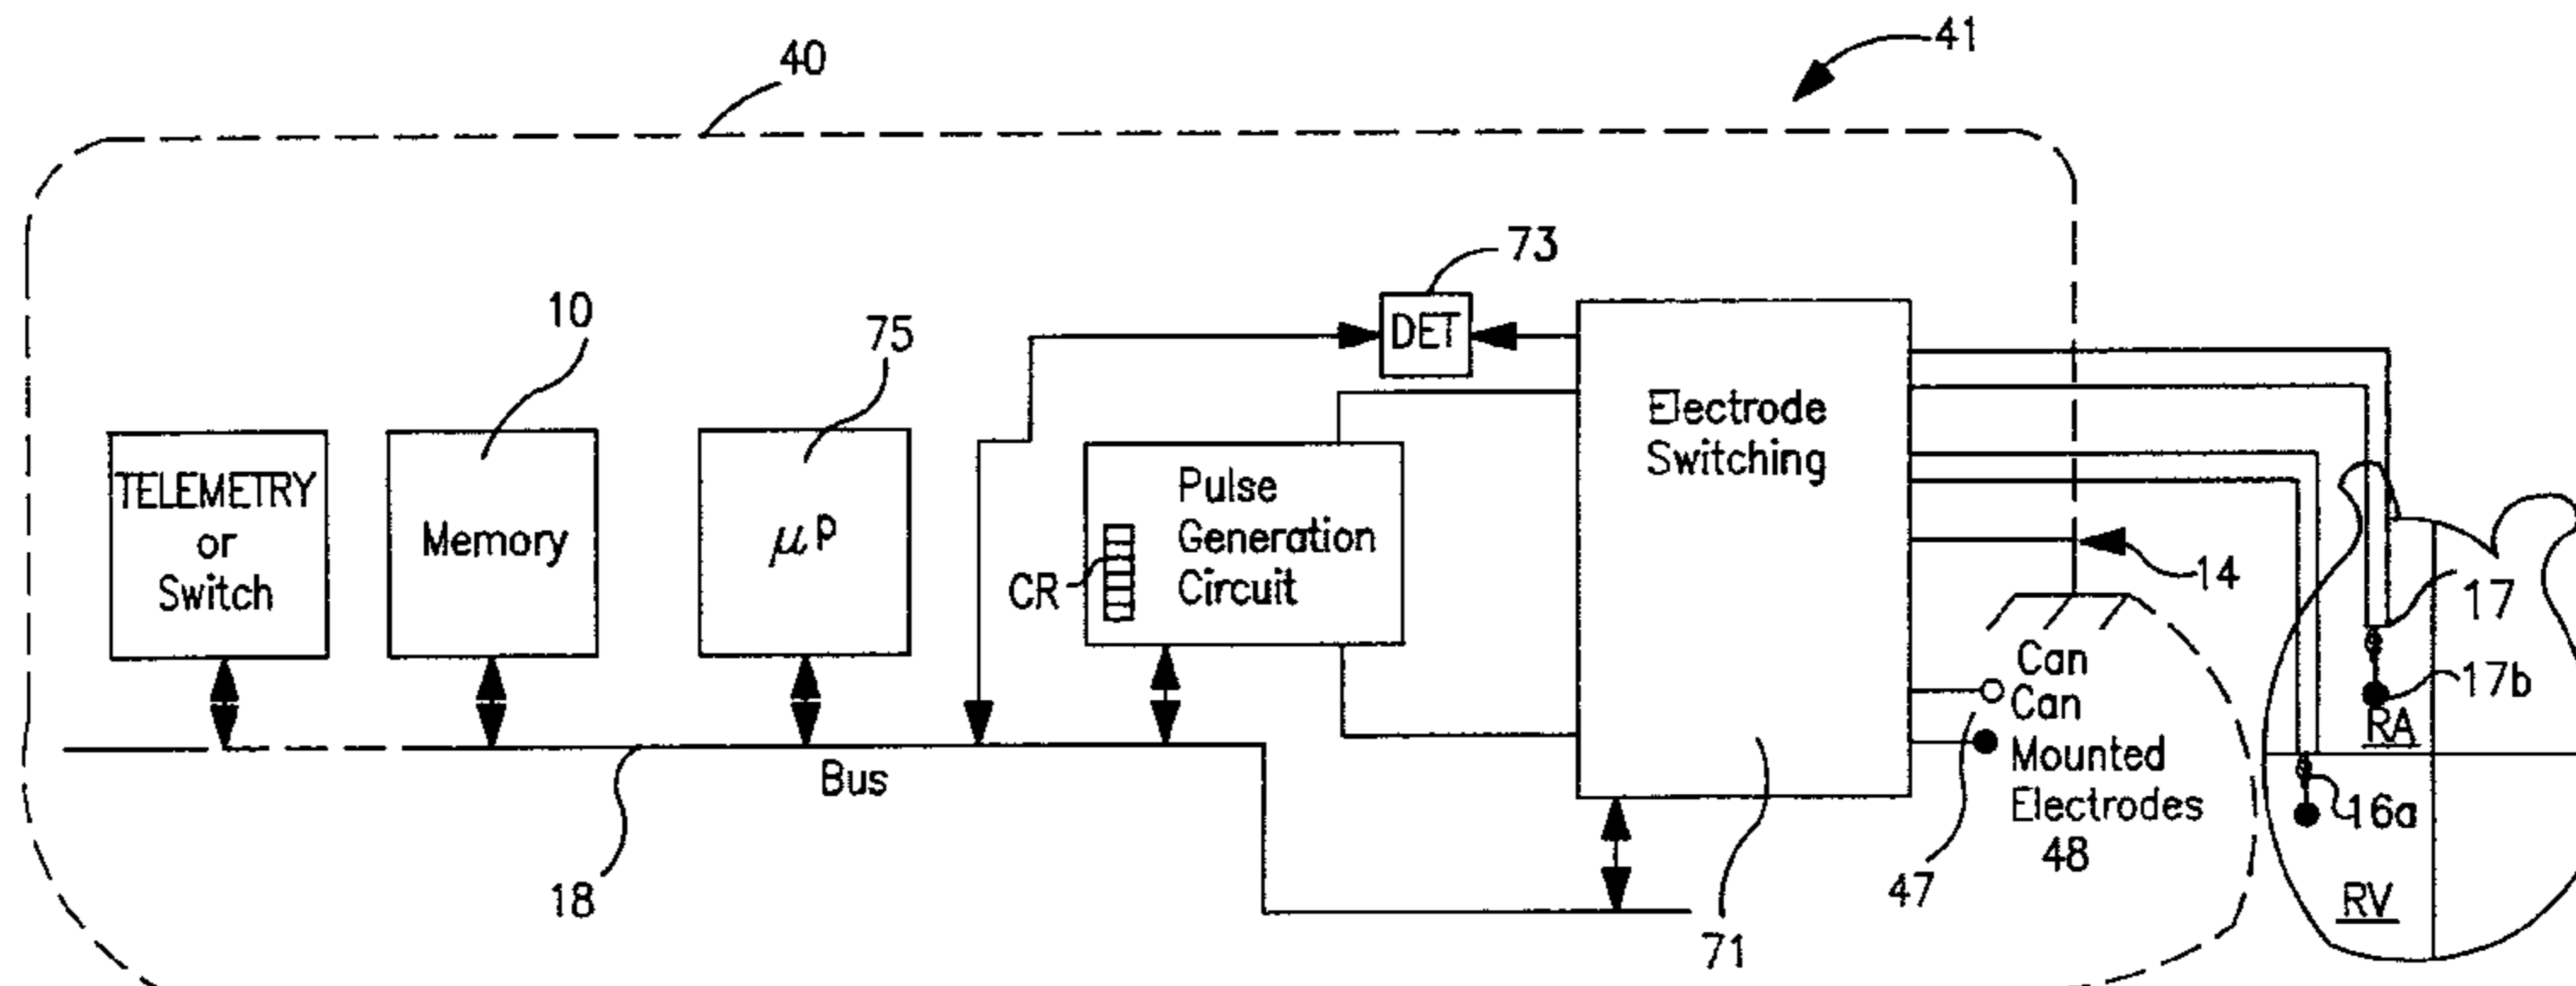 41
40
73
10
75
DET
Electrode
Switching
TELEMETRY
or
Switch
Memory
μP
Pulse
Generation
Circuit
CR
14
17
Can
17b
Can
RA
Mounted
Electrodes
16a
48
47
Bus
18
RV
71